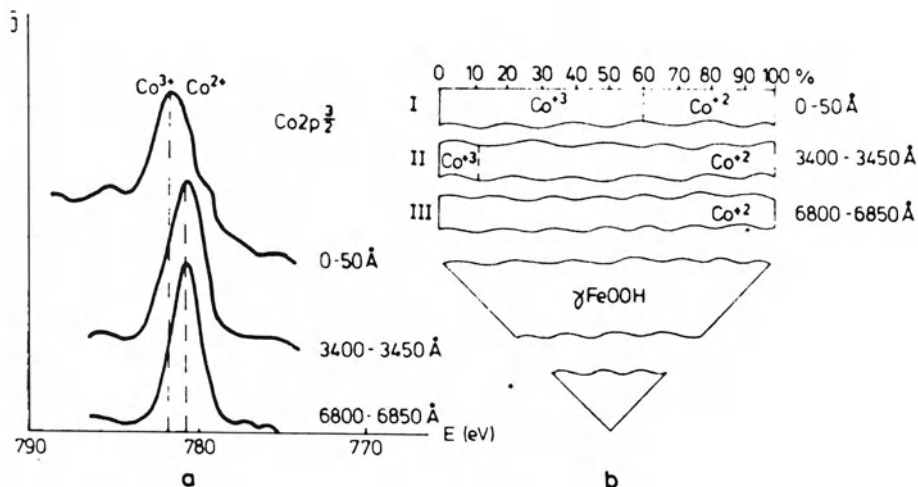 Co³⁺ Co²⁺
Co2p 3/2
0-50 Å
3400-3450 Å
6800-6850 Å
790 780 770 E (eV)
a
0 10 20 30 40 50 60 70 80 90 100 %
I Co⁺³ Co⁺² 0-50 Å
II Co⁺³ Co⁺² 3400-3450 Å
III Co⁺² 6800-6850 Å
γFeOOH
b